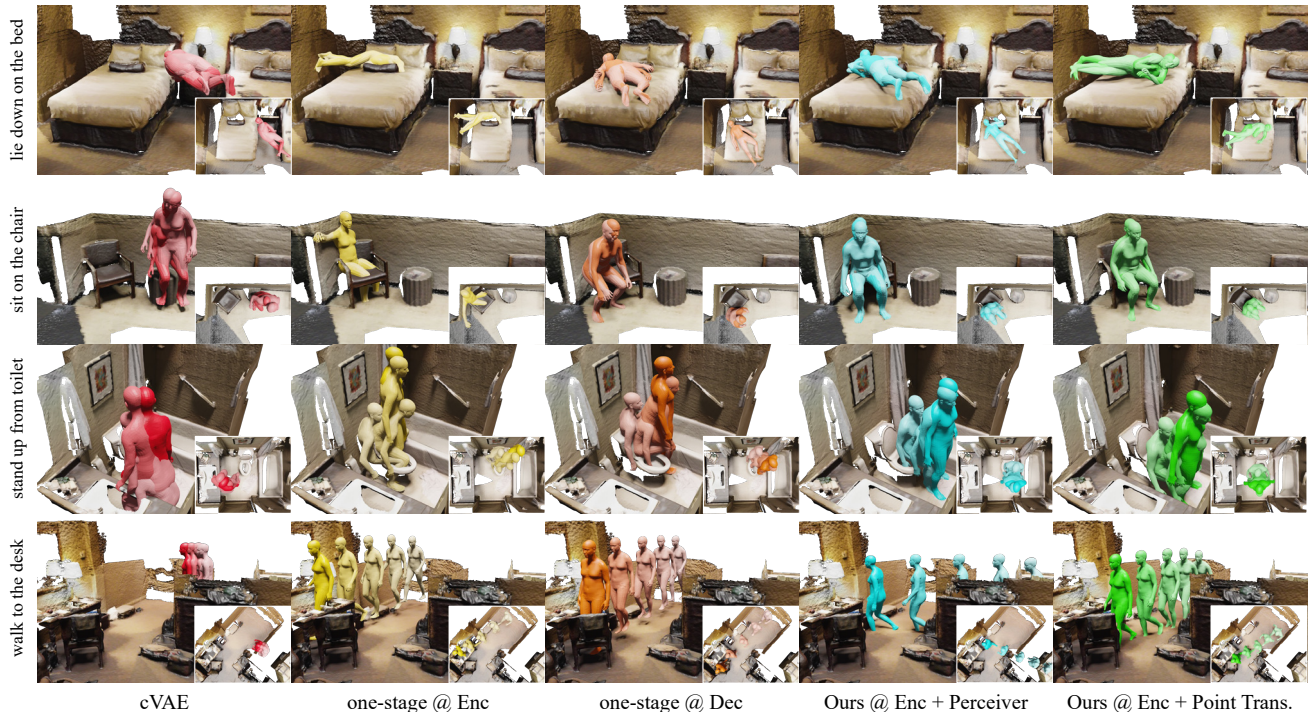 lie down on the bed
sit on the chair
stand up from toilet
walk to the desk
cVAE
one-stage @ Enc
one-stage @ Dec
Ours @ Enc + Perceiver
Ours @ Enc + Point Trans.